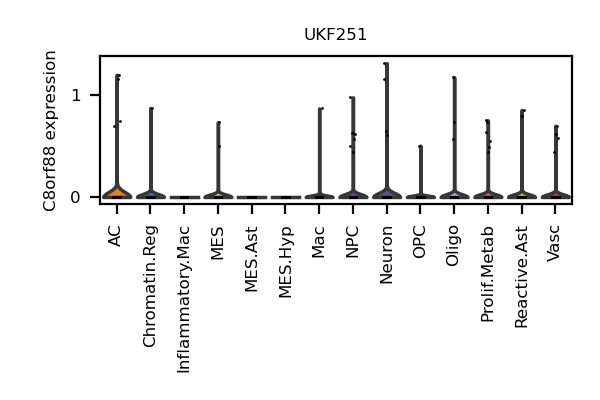 UKF251
C8orf88 expression
1
0
AC
Chromatin.Reg
Inflammatory.Mac
MES
MES.Ast
MES.Hyp
Mac
NPC
Neuron
OPC
Oligo
Prolif.Metab
Reactive.Ast
Vasc